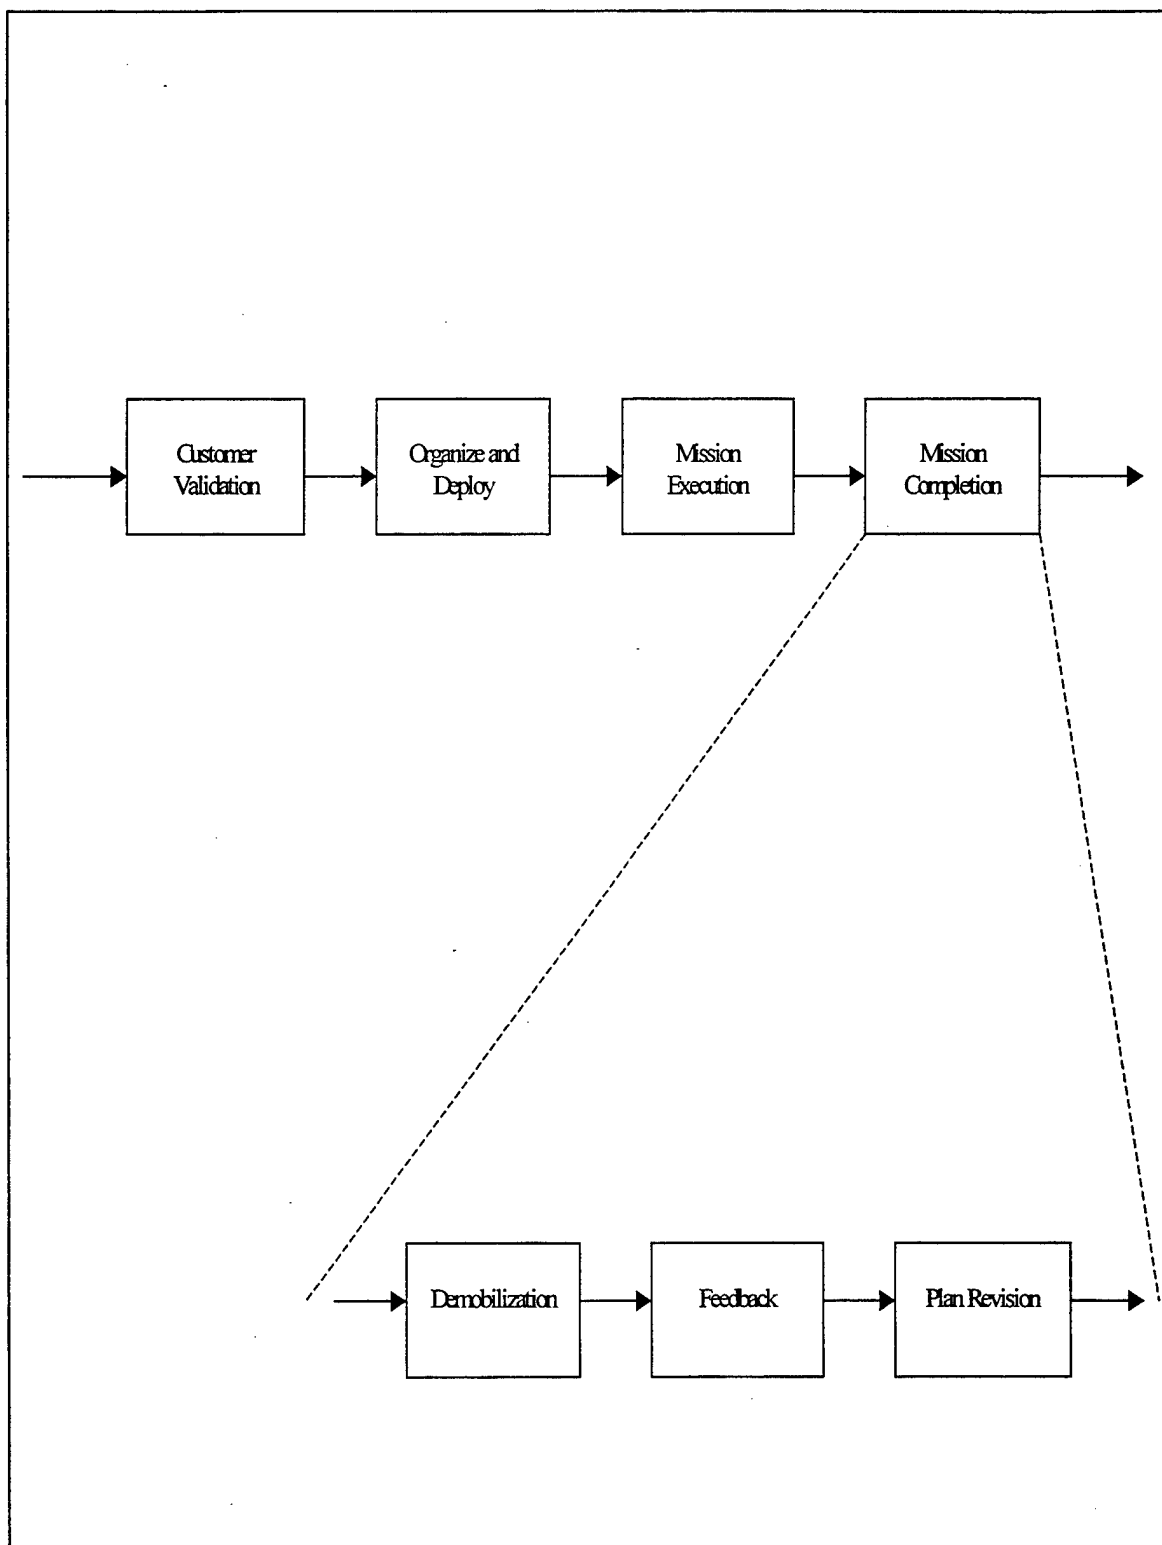 Customer
Validation
Organize and
Deploy
Mission
Execution
Mission
Completion
Demobilization
Feedback
Plan Revision